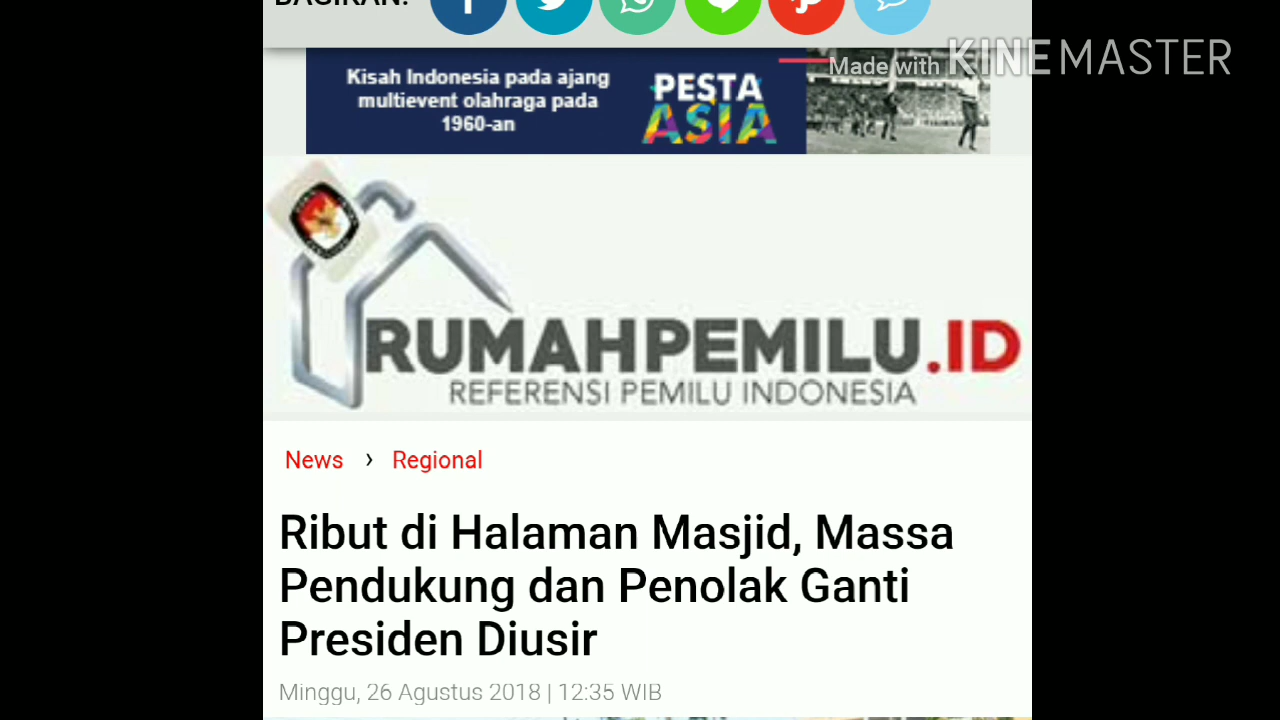 BAGIKAN:
Made with KINEMASTER
Kisah Indonesia pada ajang
multievent olahraga pada
1960-an
PESTA
ASIA
RUMAHPEMILU.ID
REFERENSI PEMILU INDONESIA
News › Regional
Ribut di Halaman Masjid, Massa
Pendukung dan Penolak Ganti
Presiden Diusir
Minggu, 26 Agustus 2018 | 12:35 WIB